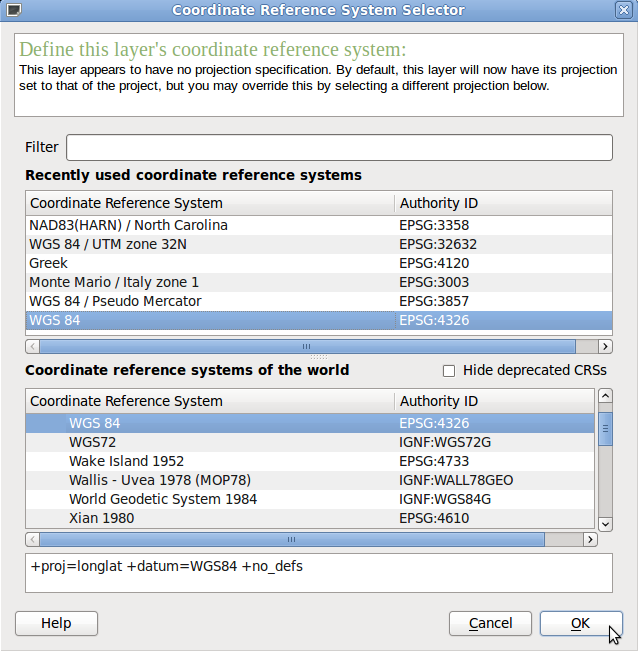 Coordinate Reference System Selector
Define this layer's coordinate reference system:
This layer appears to have no projection specification. By default, this layer will now have its projection
set to that of the project, but you may override this by selecting a different projection below.
Filter
Recently used coordinate reference systems
Coordinate Reference System Authority ID
NAD83(HARN) / North Carolina EPSG:3358
WGS 84 / UTM zone 32N EPSG:32632
Greek EPSG:4120
Monte Mario / Italy zone 1 EPSG:3003
WGS 84 / Pseudo Mercator EPSG:3857
WGS 84 EPSG:4326
Coordinate reference systems of the world Hide deprecated CRSs
Coordinate Reference System Authority ID
WGS 84 EPSG:4326
WGS72 IGNF:WGS72G
Wake Island 1952 EPSG:4733
Wallis - Uvea 1978 (MOP78) IGNF:WALL78GEO
World Geodetic System 1984 IGNF:WGS84G
Xian 1980 EPSG:4610
+proj=longlat +datum=WGS84 +no_defs
Help Cancel OK